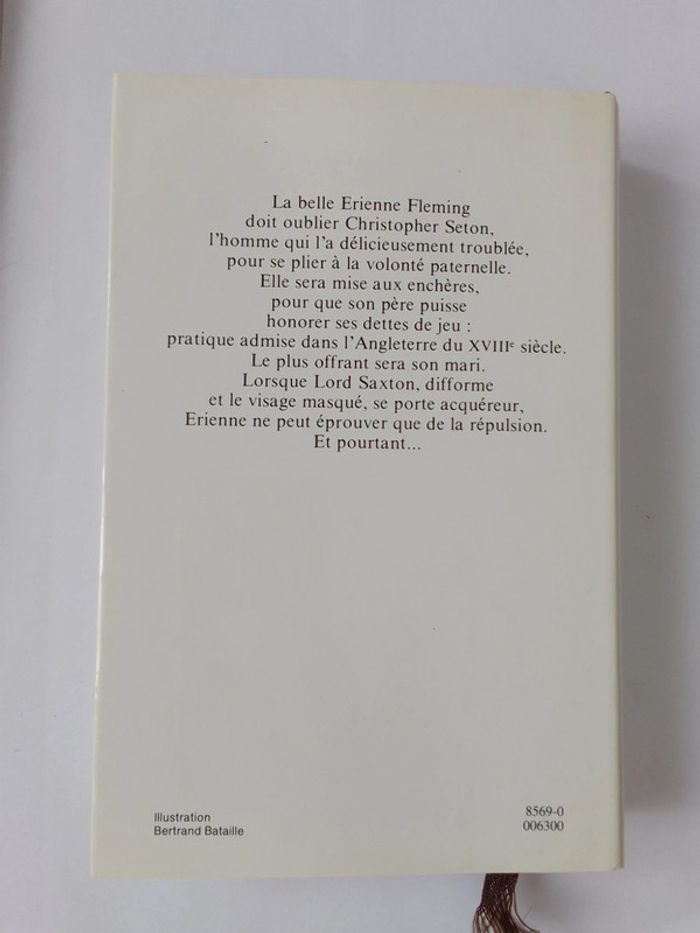 La belle Erienne Fleming
doit oublier Christopher Seton,
l'homme qui l'a délicieusement troublée,
pour se plier à la volonté paternelle.
Elle sera mise aux enchères,
pour que son père puisse
honorer ses dettes de jeu :
pratique admise dans l'Angleterre du XVIIIe siècle.
Le plus offrant sera son mari.
Lorsque Lord Saxton, difforme
et le visage masqué, se porte acquéreur,
Erienne ne peut éprouver que de la répulsion.
Et pourtant...
Illustration
Bertrand Bataille
8569-0
006300